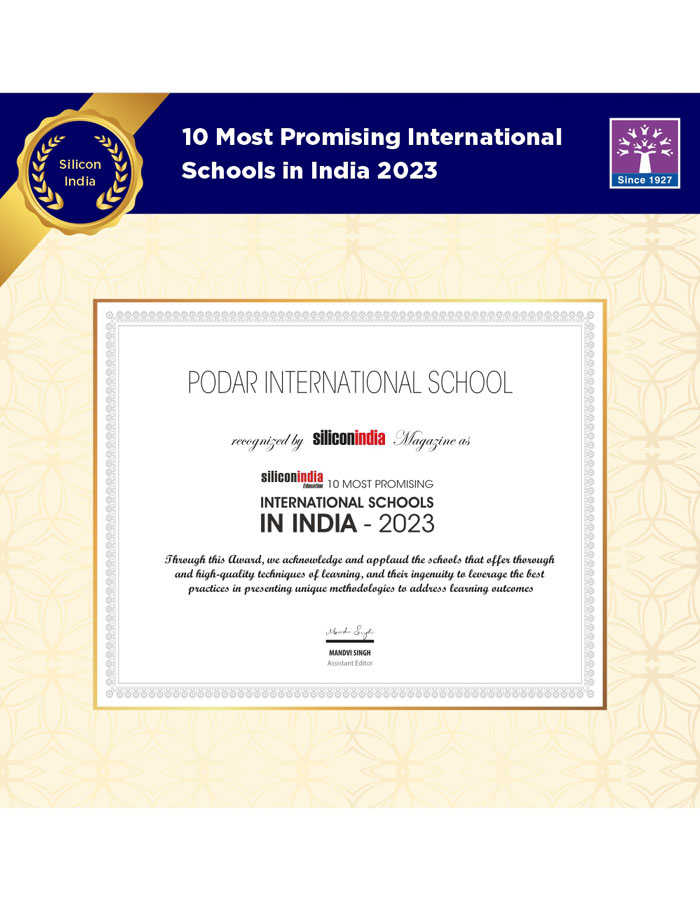 Silicon
India
10 Most Promising International
Schools in India 2023
Since 1927
PODAR INTERNATIONAL SCHOOL
recognized by siliconindia Magazine as
siliconindia Education 10 MOST PROMISING
INTERNATIONAL SCHOOLS
IN INDIA - 2023
Through this Award, we acknowledge and applaud the schools that offer thorough
and high-quality techniques of learning, and their ingenuity to leverage the best
practices in presenting unique methodologies to address learning outcomes
Mandvi Singh
MANDVI SINGH
Assistant Editor